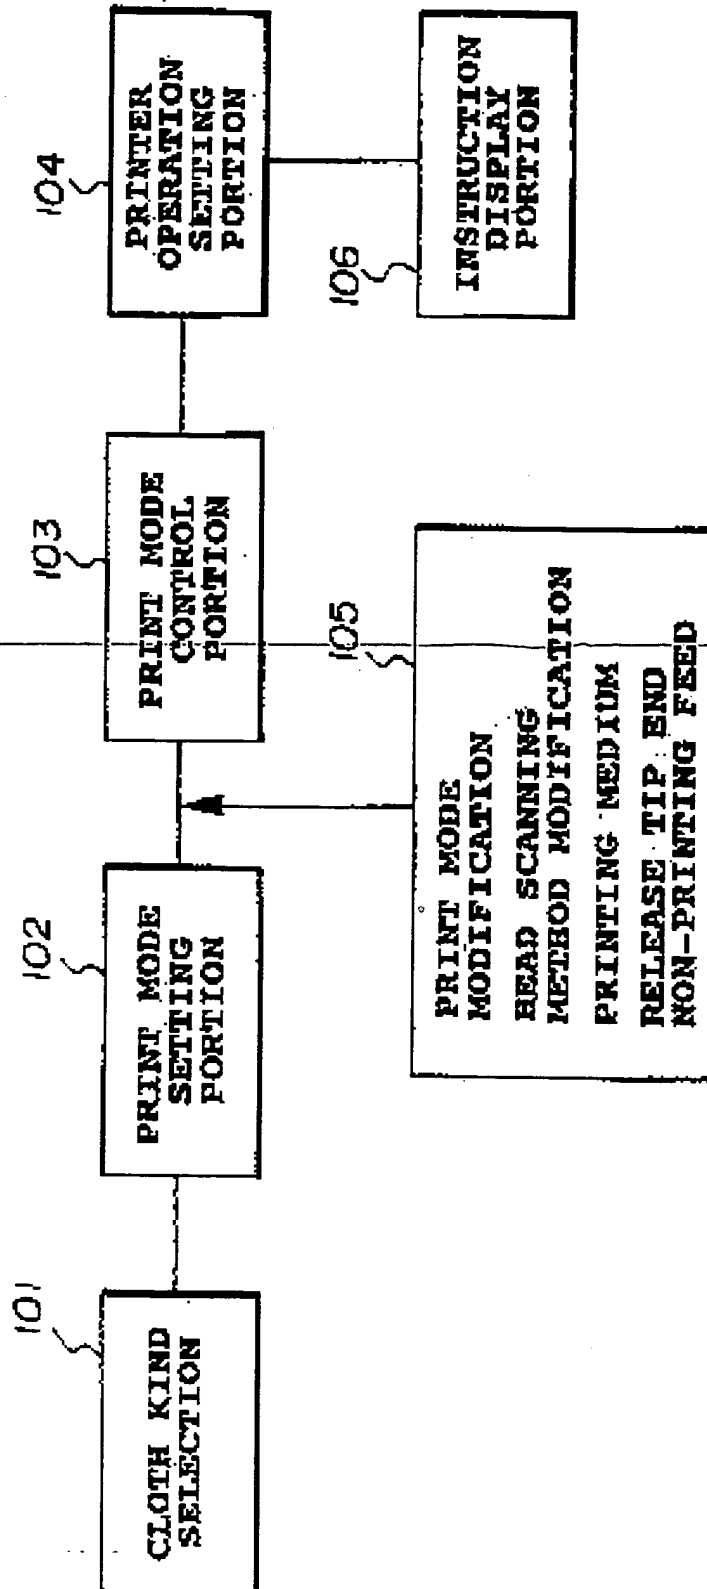 101
CLOTH KIND
SELECTION
102
PRINT MODE
SETTING
PORTION
103
PRINT MODE
CONTROL
PORTION
104
PRINTER
OPERATION
SETTING
PORTION
105
PRINT MODE
MODIFICATION
HEAD SCANNING
METHOD MODIFICATION
PRINTING MEDIUM
RELEASE TIP END
NON-PRINTING FEED
106
INSTRUCTION
DISPLAY
PORTION